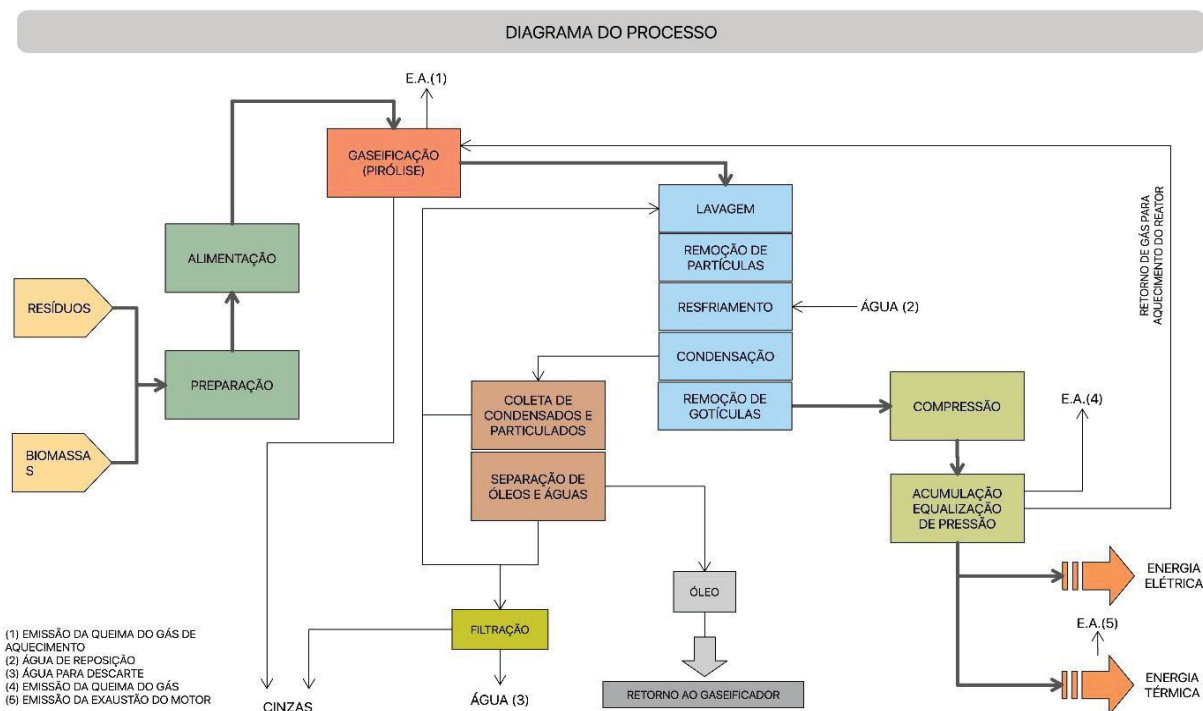 DIAGRAMA DO PROCESSO
E.A.(1)
GASEIFICAÇÃO
(PIRÓLISE)
LAVAGEM
ALIMENTAÇÃO
REMOÇÃO DE
PARTÍCULAS
RETORNO DE GÁS PARA
AQUECIMENTO DO REATOR
RESÍDUOS
RESFRIAMENTO
ÁGUA (2)
PREPARAÇÃO
CONDENSAÇÃO
COLETA DE
CONDENSADOS E
PARTICULADOS
REMOÇÃO DE
GOTÍCULAS
COMPRESSÃO
E.A.(4)
BIOMASSA
S
SEPARAÇÃO DE
ÓLEOS E ÁGUAS
ACUMULAÇÃO
EQUALIZAÇÃO
DE PRESSÃO
ENERGIA
ELÉTRICA
ÓLEO
FILTRAÇÃO
E.A.(5)
(1) EMISSÃO DA QUEIMA DO GÁS DE
AQUECIMENTO
(2) ÁGUA DE REPOSIÇÃO
(3) ÁGUA PARA DESCARTE
(4) EMISSÃO DA QUEIMA DO GÁS
(5) EMISSÃO DA EXAUSTÃO DO MOTOR
CINZAS
ÁGUA (3)
RETORNO AO GASEIFICADOR
ENERGIA
TÉRMICA